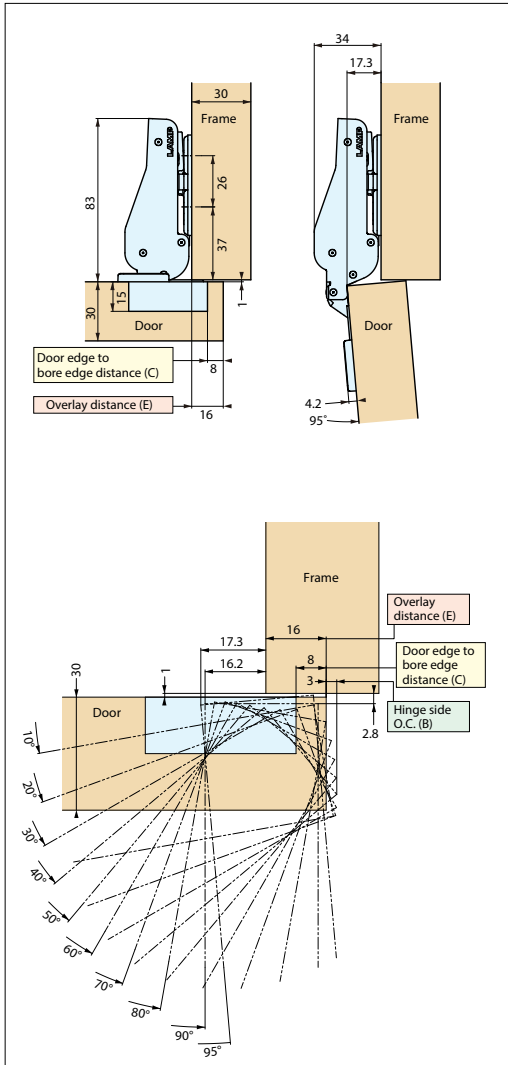 34
17.3
30
Frame
Frame
LAMP
LAMP
83
26
37
15
30
1
Door
Door
Door edge to
bore edge distance (C)
8
Overlay distance (E)
16
4.2
95°
Frame
Overlay
distance (E)
16
17.3
1
Door edge to
bore edge
distance (C)
8
16.2
3
30
Hinge side
O.C. (B)
Door
2.8
10°
20°
30°
40°
50°
60°
70°
80°
90°
95°